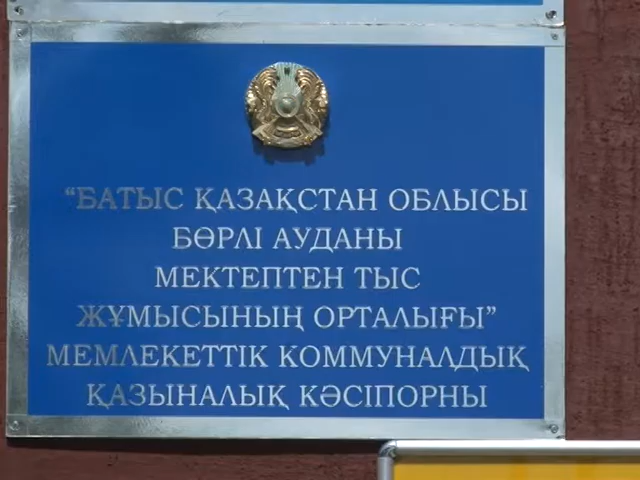 “БАТЫС ҚАЗАҚСТАН ОБЛЫСЫ
БӨРЛІ АУДАНЫ
МЕКТЕПТЕН ТЫС
ЖҰМЫСЫНЫҢ ОРТАЛЫҒЫ”
МЕМЛЕКЕТТІК КОММУНАЛДЫҚ
ҚАЗЫНАЛЫҚ КӘСІПОРНЫ